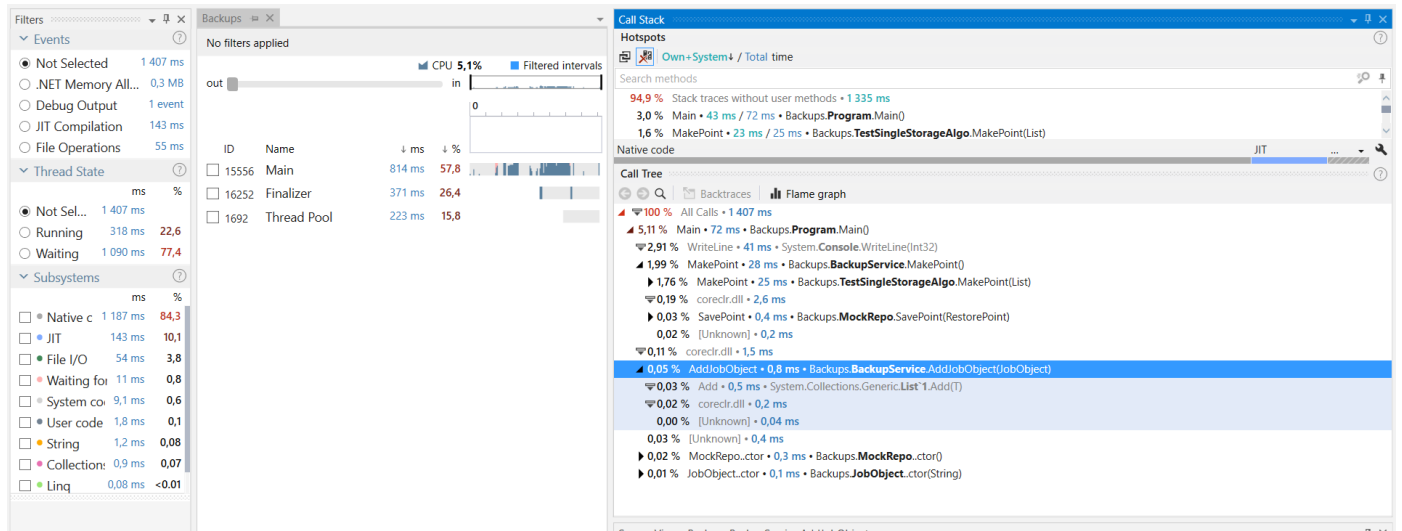 Filters
Events
Not Selected 1 407 ms
.NET Memory All... 0,3 MB
Debug Output 1 event
JIT Compilation 143 ms
File Operations 55 ms
Thread State
ms %
Not Sel... 1 407 ms
Running 318 ms 22,6
Waiting 1 090 ms 77,4
Subsystems
ms %
Native c 1 187 ms 84,3
JIT 143 ms 10,1
File I/O 54 ms 3,8
Waiting for 11 ms 0,8
System co 9,1 ms 0,6
User code 1,8 ms 0,1
String 1,2 ms 0,08
Collections 0,9 ms 0,07
Linq 0,08 ms <0.01
Backups
No filters applied
CPU 5,1% Filtered intervals
out in
0
ID Name ↓ ms ↓ %
15556 Main 814 ms 57,8
16252 Finalizer 371 ms 26,4
1692 Thread Pool 223 ms 15,8
Call Stack
Hotspots
Own+System↓ / Total time
Search methods
94,9 % Stack traces without user methods • 1 335 ms
3,0 % Main • 43 ms / 72 ms • Backups.Program.Main()
1,6 % MakePoint • 23 ms / 25 ms • Backups.TestSingleStorageAlgo.MakePoint(List)
Native code JIT ...
Call Tree
Backtraces Flame graph
100 % All Calls • 1 407 ms
5,11 % Main • 72 ms • Backups.Program.Main()
2,91 % WriteLine • 41 ms • System.Console.WriteLine(Int32)
1,99 % MakePoint • 28 ms • Backups.BackupService.MakePoint()
1,76 % MakePoint • 25 ms • Backups.TestSingleStorageAlgo.MakePoint(List)
0,19 % coreclr.dll • 2,6 ms
0,03 % SavePoint • 0,4 ms • Backups.MockRepo.SavePoint(RestorePoint)
0,02 % [Unknown] • 0,2 ms
0,11 % coreclr.dll • 1,5 ms
0,05 % AddJobObject • 0,8 ms • Backups.BackupService.AddJobObject(JobObject)
0,03 % Add • 0,5 ms • System.Collections.Generic.List`1.Add(T)
0,02 % coreclr.dll • 0,2 ms
0,00 % [Unknown] • 0,04 ms
0,03 % [Unknown] • 0,4 ms
0,02 % MockRepo..ctor • 0,3 ms • Backups.MockRepo..ctor()
0,01 % JobObject..ctor • 0,1 ms • Backups.JobObject..ctor(String)